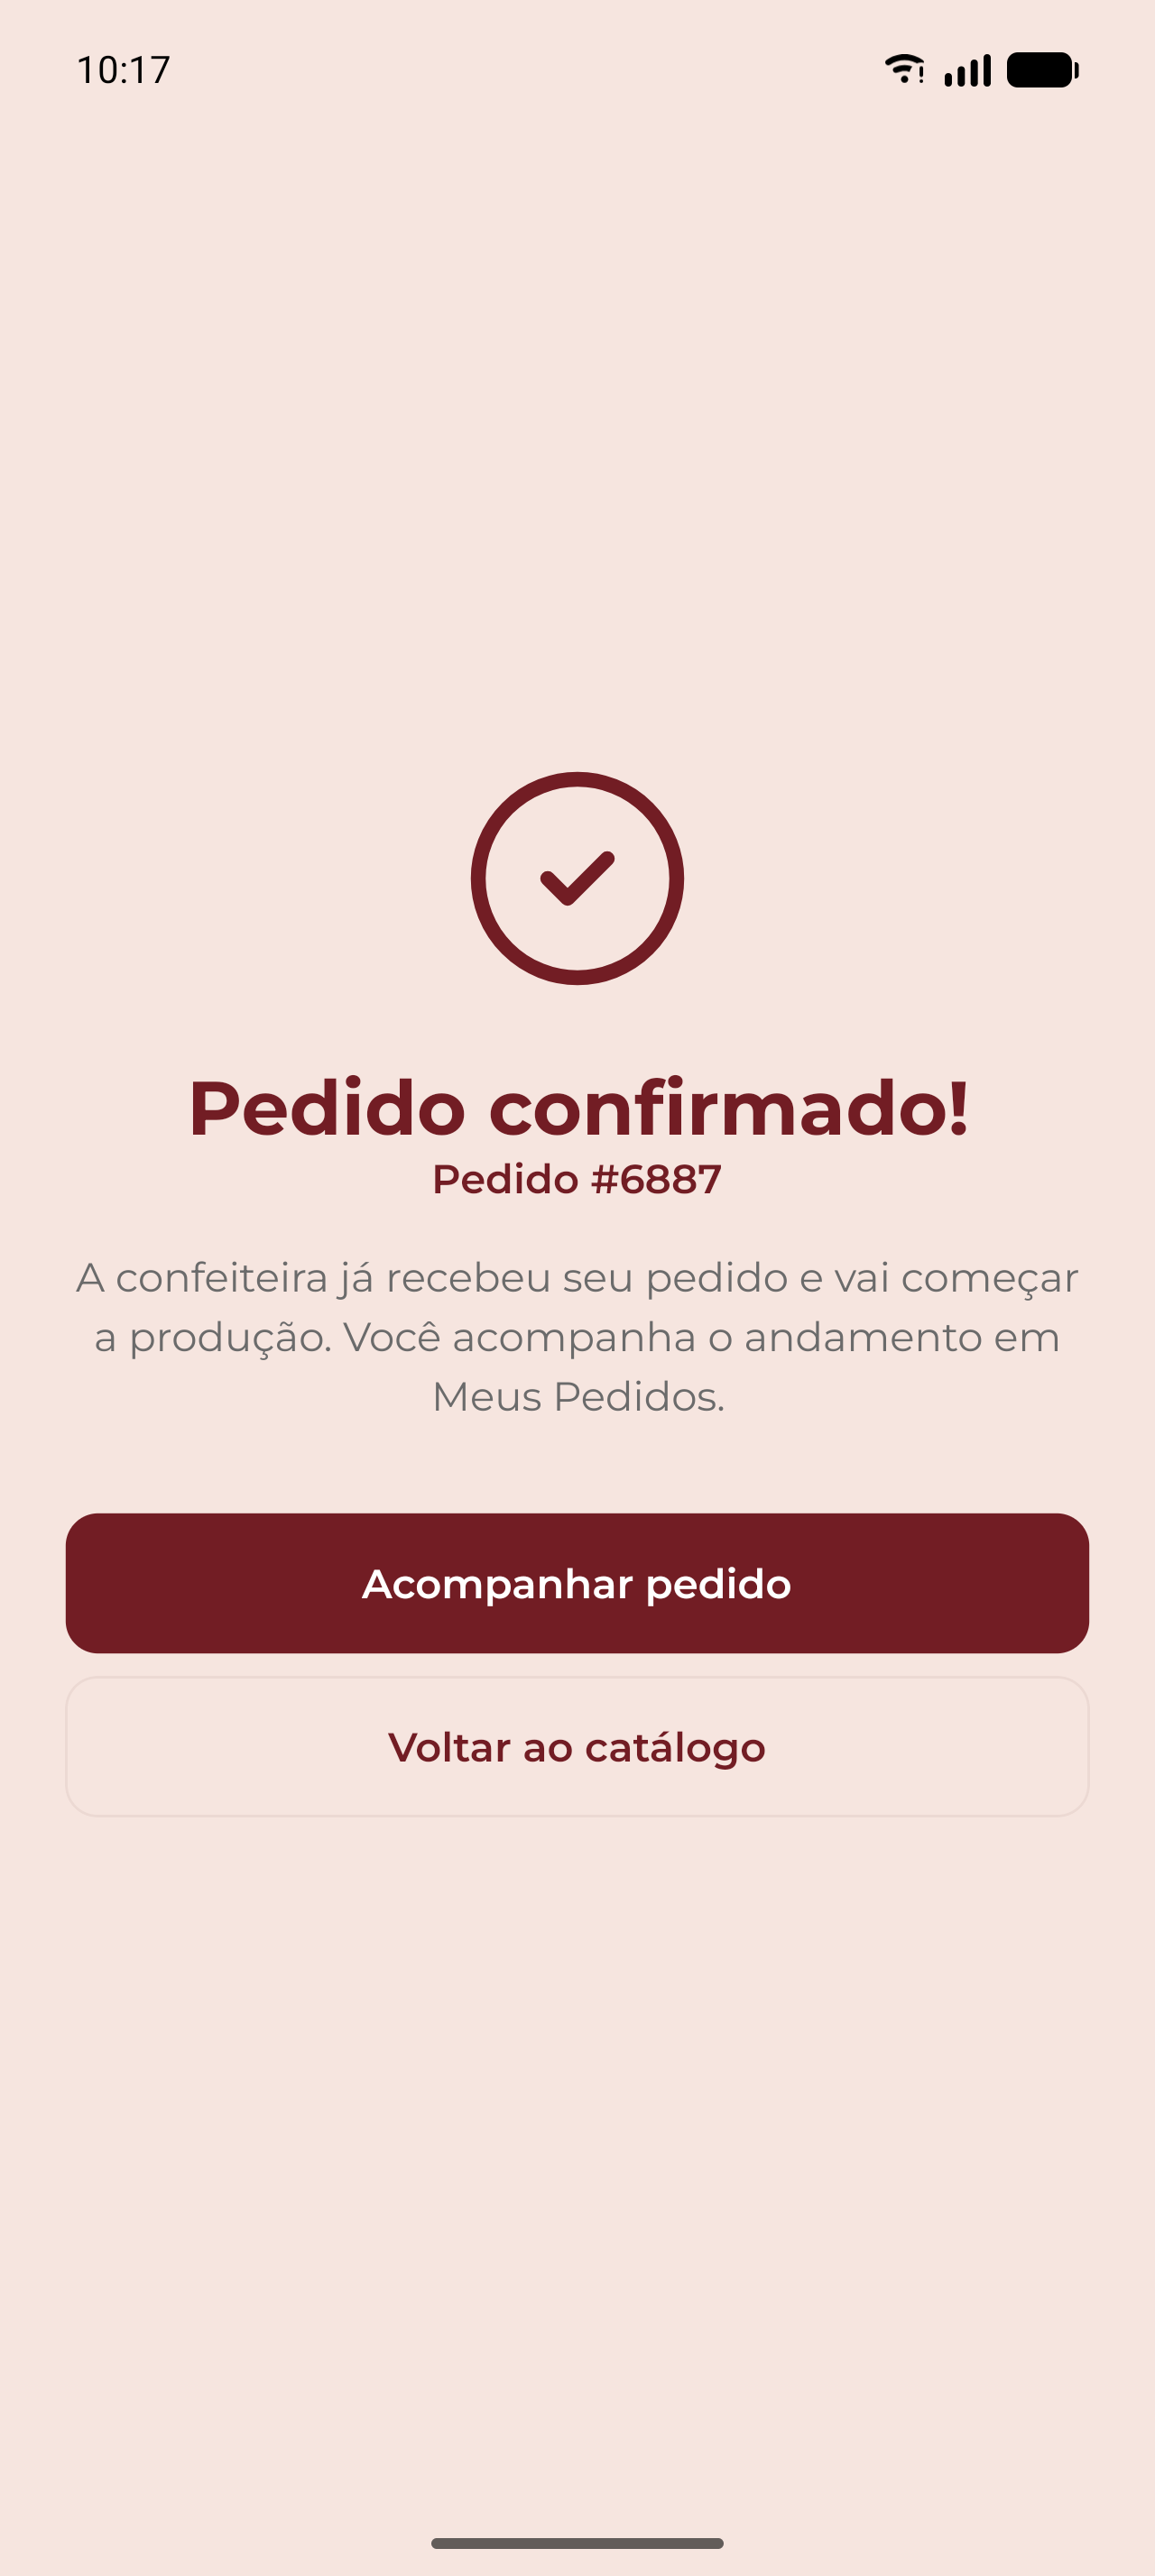 10:17
Pedido confirmado!
Pedido #6887
A confeiteira já recebeu seu pedido e vai começar
a produção. Você acompanha o andamento em
Meus Pedidos.
Acompanhar pedido
Voltar ao catálogo